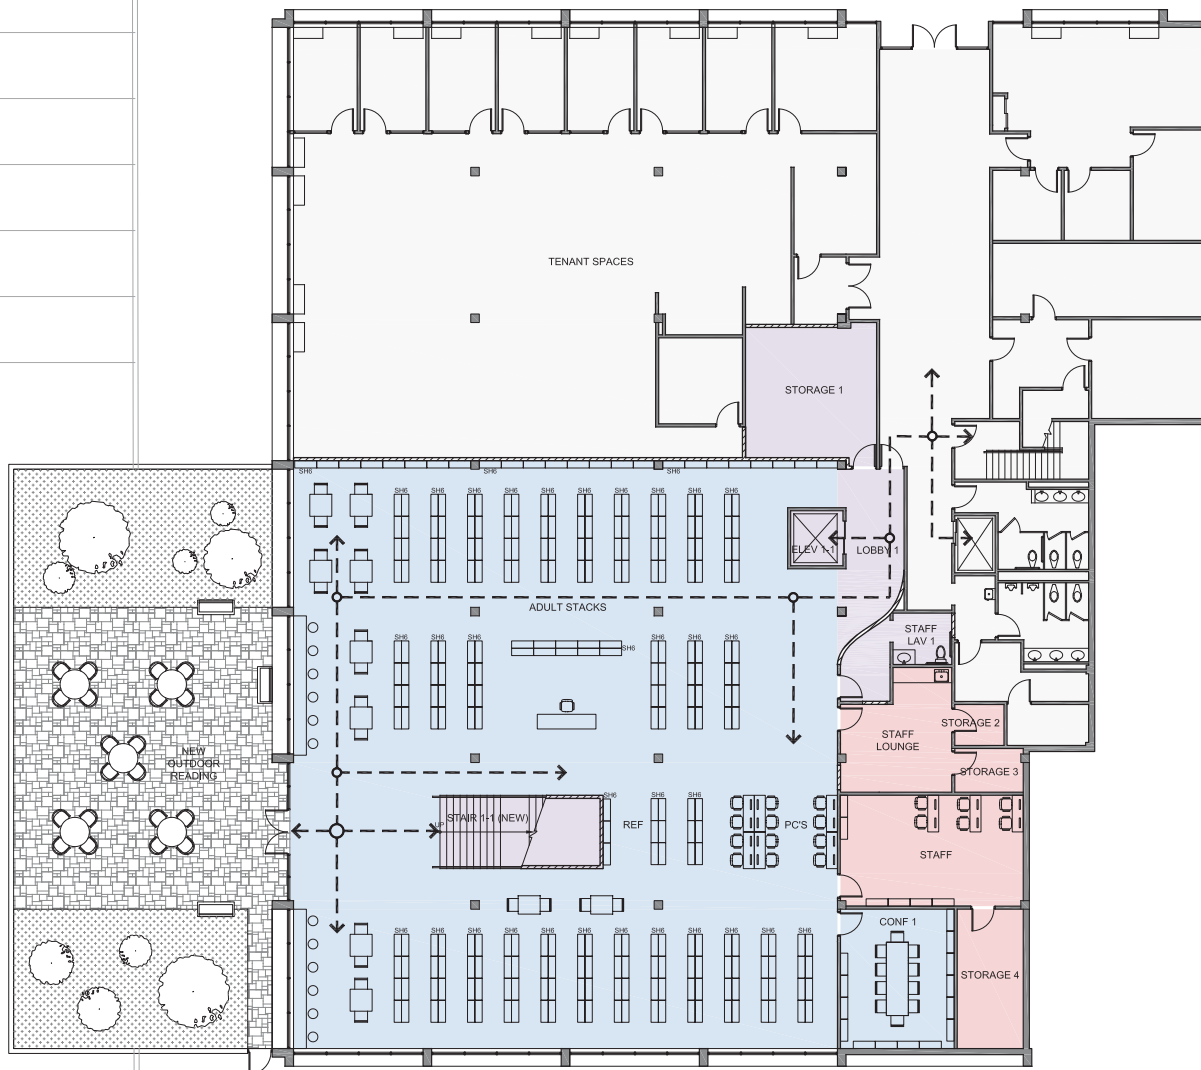 TENANT SPACES
STORAGE 1
SH6
SH6
SH6
SH6 SH6 SH6 SH6 SH6 SH6 SH6 SH6 SH6 SH6
ELEV 1-1
LOBBY 1
ADULT STACKS
STAFF
LAV 1
SH6 SH6 SH6
SH6
SH6 SH6 SH6
STORAGE 2
STAFF
LOUNGE
NEW
OUTDOOR
READING
STORAGE 3
SH6
SH6 SH6
UP
STAIR 1-1 (NEW)
REF
PC'S
STAFF
CONF 1
SH6 SH6 SH6 SH6 SH6 SH6 SH6 SH6 SH6 SH6 SH6 SH6
STORAGE 4